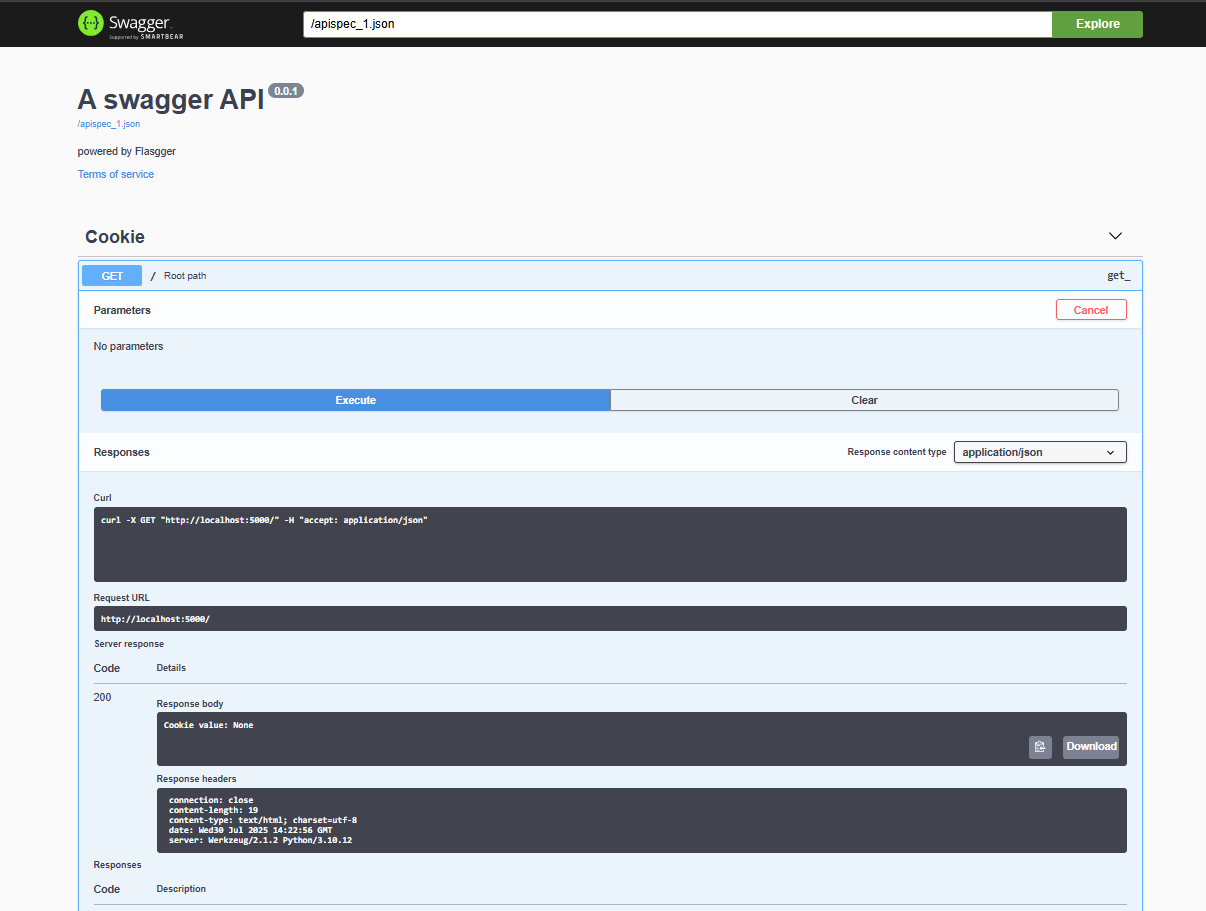 Swagger
Supported by SMARTBEAR
/apispec_1.json
Explore
A swagger API 0.0.1
/apispec_1.json
powered by Flasgger
Terms of service
Cookie
GET / Root path get_
Parameters Cancel
No parameters
Execute Clear
Responses Response content type application/json
Curl
curl -X GET "http://localhost:5000/" -H "accept: application/json"
Request URL
http://localhost:5000/
Server response
Code Details
200
Response body
Cookie value: None
Download
Response headers
connection: close
content-length: 19
content-type: text/html; charset=utf-8
date: Wed30 Jul 2025 14:22:56 GMT
server: Werkzeug/2.1.2 Python/3.10.12
Responses
Code Description